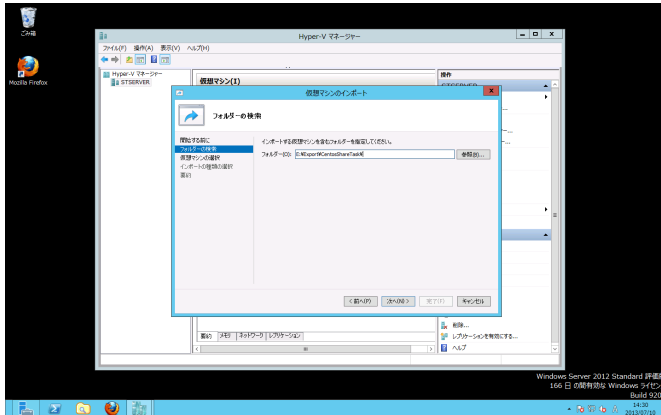 ごみ箱
Mozilla Firefox
Hyper-V マネージャー
ファイル(F) 操作(A) 表示(V) ヘルプ(H)
Hyper-V マネージャー
STSERVER
仮想マシン(I)
操作
STSERVER
仮想マシンのインポート
フォルダーの検索
開始する前に
フォルダーの検索
仮想マシンの選択
インポートの種類の選択
要約
インポートする仮想マシンを含むフォルダーを指定してください。
フォルダー(O):
E:¥Export¥CentosShareTask¥
参照(B)...
< 前へ(P)
次へ(N) >
完了(F)
キャンセル
要約 メモリ ネットワーク レプリケーション
削除...
レプリケーションを有効にする...
ヘルプ
Windows Server 2012 Standard 評価版
166 日 の間有効な Windows ライセン
Build 920
14:30
2013/07/10